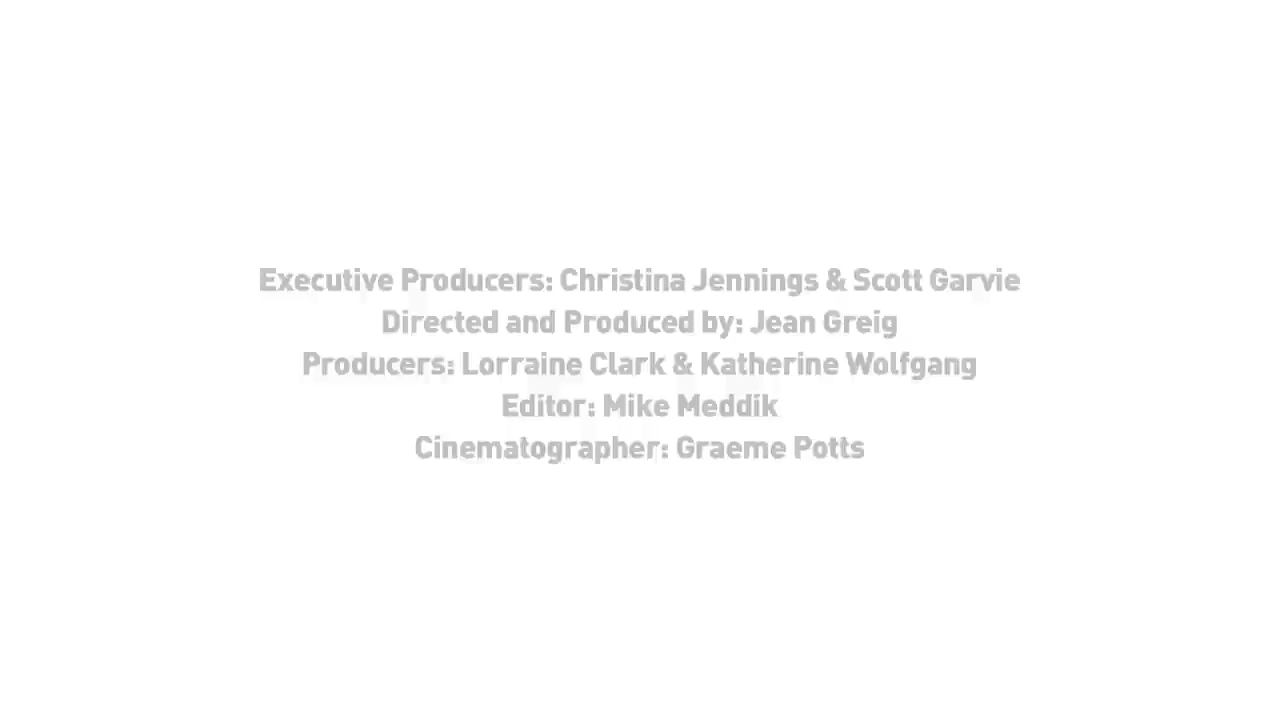 Executive Producers: Christina Jennings & Scott Garvie
Directed and Produced by: Jean Greig
Producers: Lorraine Clark & Katherine Wolfgang
Editor: Mike Meddik
Cinematographer: Graeme Potts